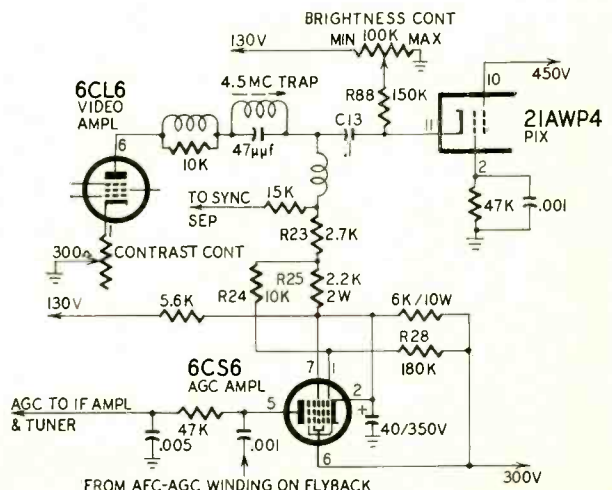 BRIGHTNESS CONT
130V MIN 100K MAX
10
450V
6CL6
VIDEO
AMPL
4.5MC TRAP
R88 150K
6
C13
.1
11
21AWP4
PIX
10K
47μμf
2
TO SYNC
SEP
15K
47K
.001
R23 2.7K
1
300Ω
CONTRAST CONT
R24
10K
R25
2.2K
2W
130V
5.6K
6K/10W
R28
180K
6CS6
AGC AMPL
7
1
2
AGC TO IF AMPL
& TUNER
5
+
47K
.005
.001
40/350V
6
300V
FROM AFC-AGC WINDING ON FLYBACK